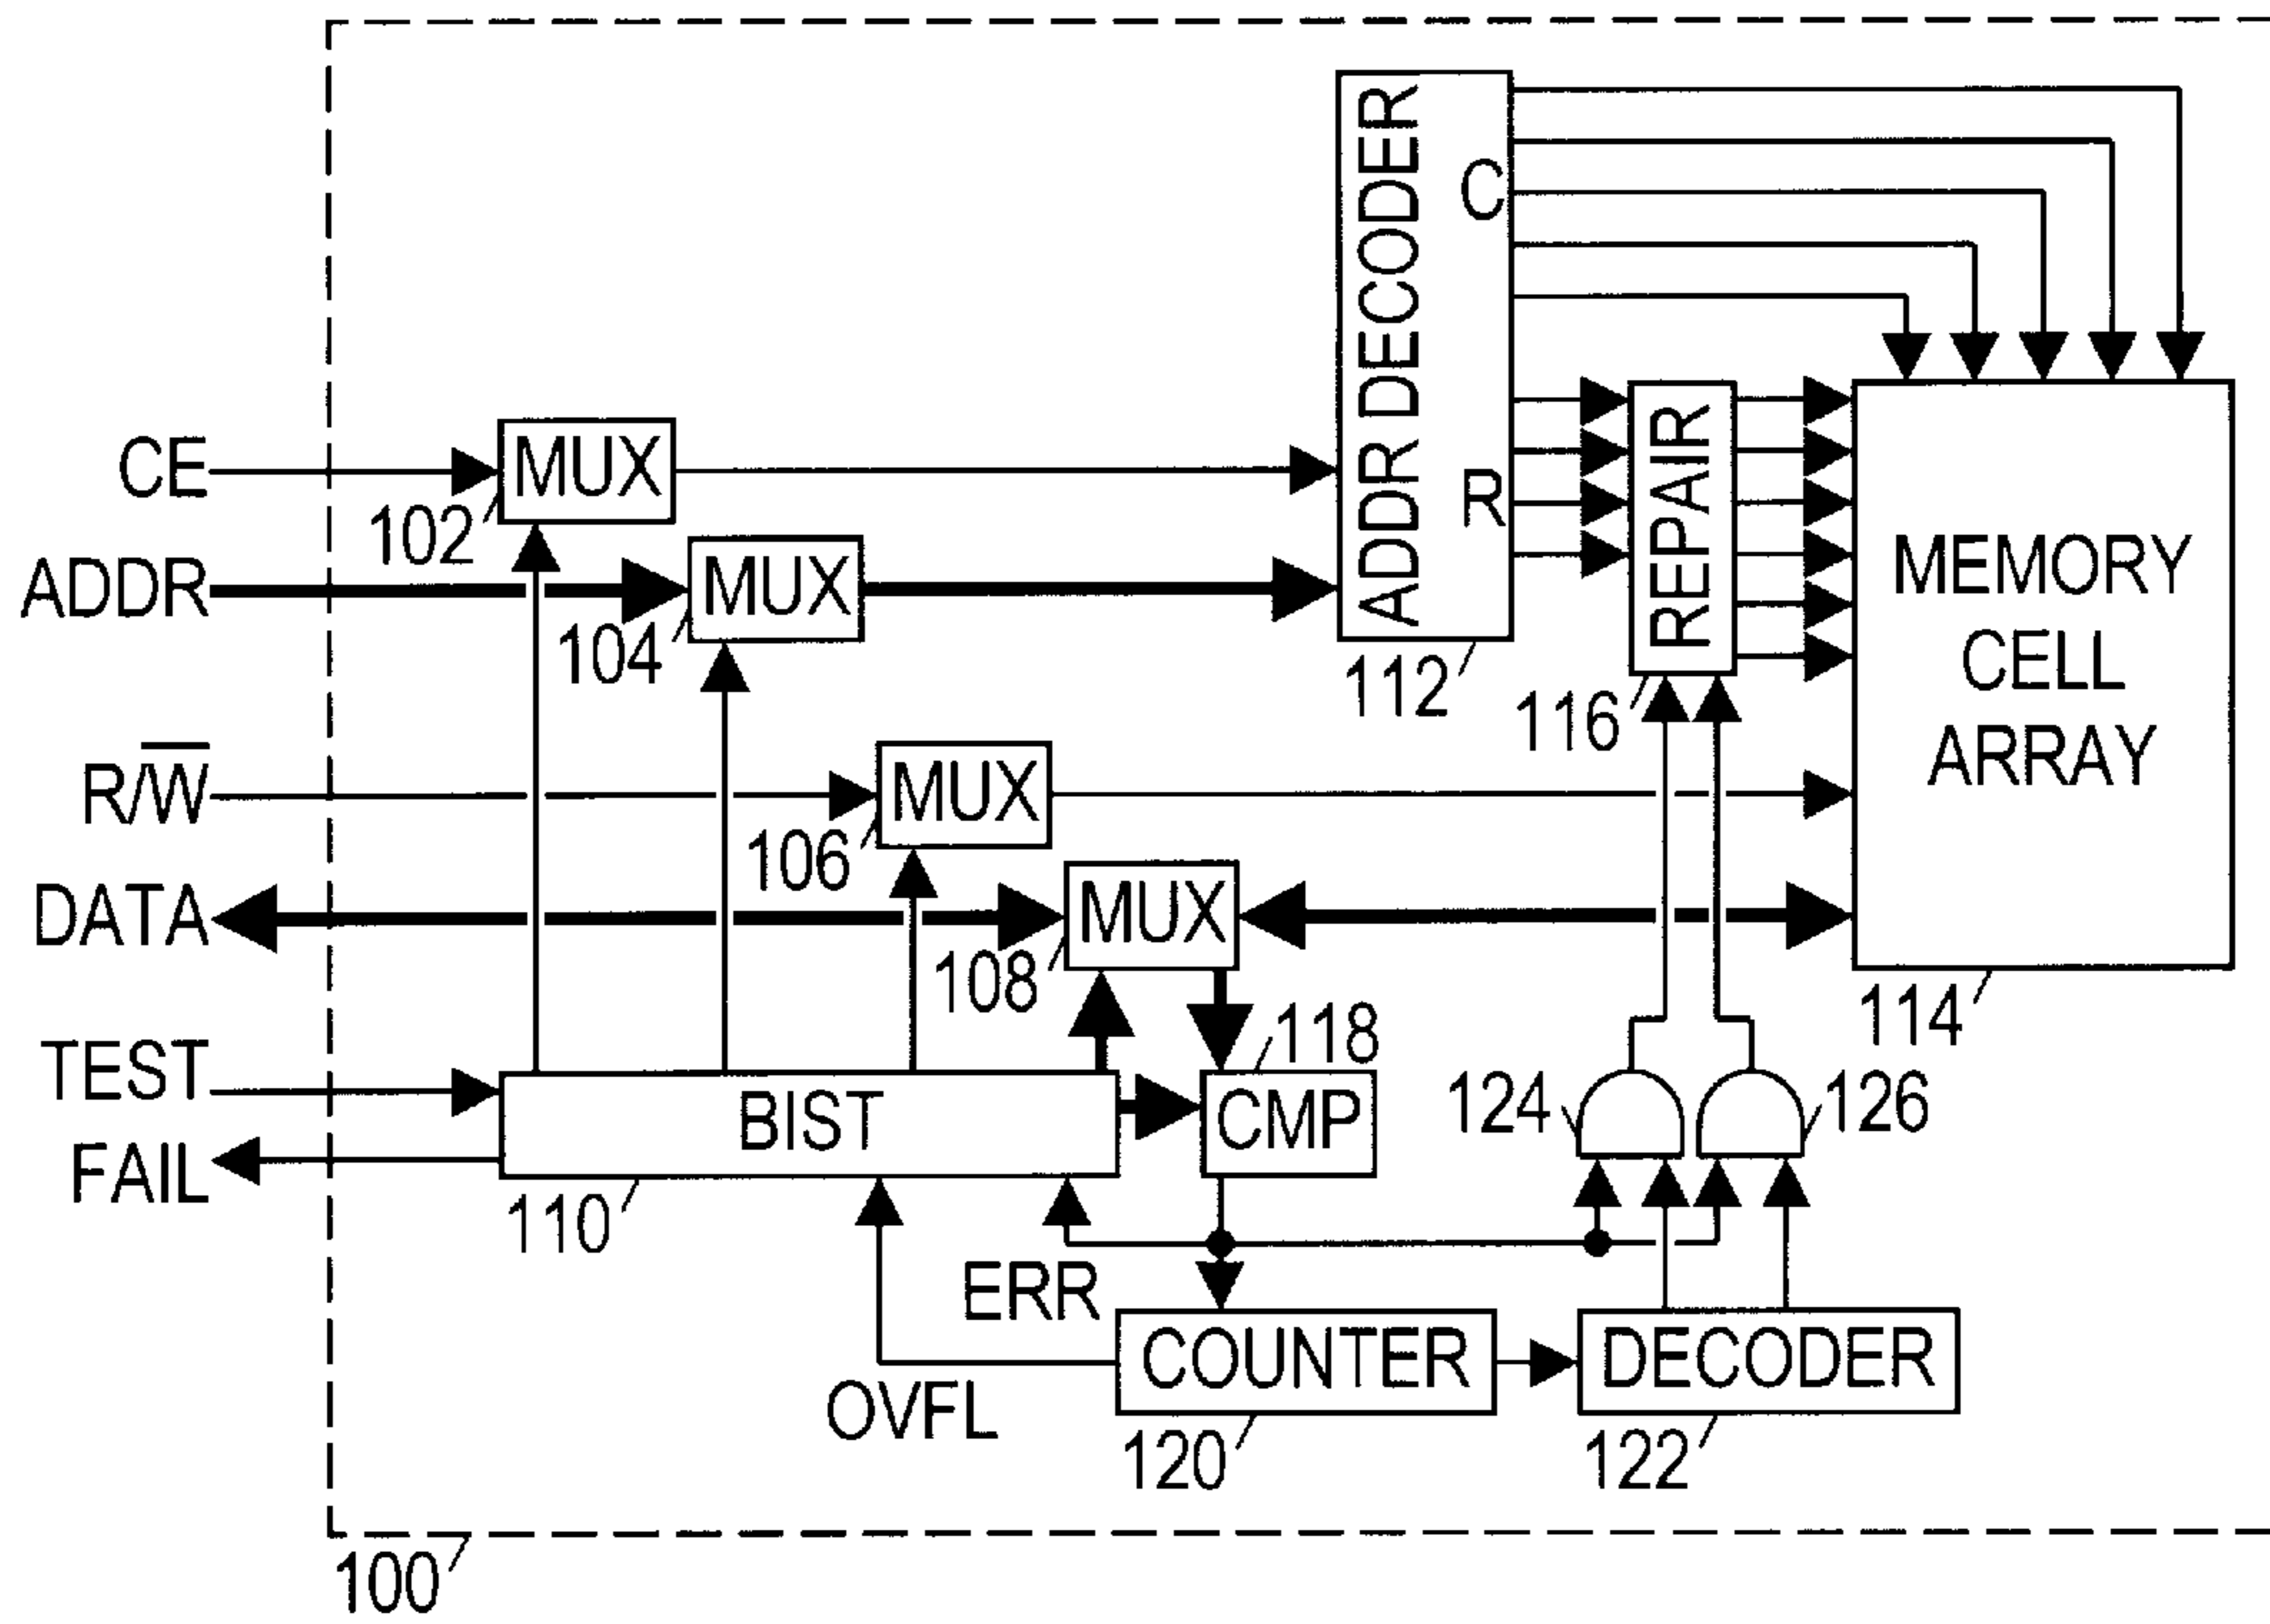 ADDR DECODER
C
R
REPAIR
MEMORY
CELL
ARRAY
CE
MUX
102
ADDR
MUX
104
112
116
R/W̅
MUX
106
DATA
MUX
108
114
118
TEST
BIST
CMP
124
126
FAIL
110
ERR
COUNTER
DECODER
OVFL
120
122
100